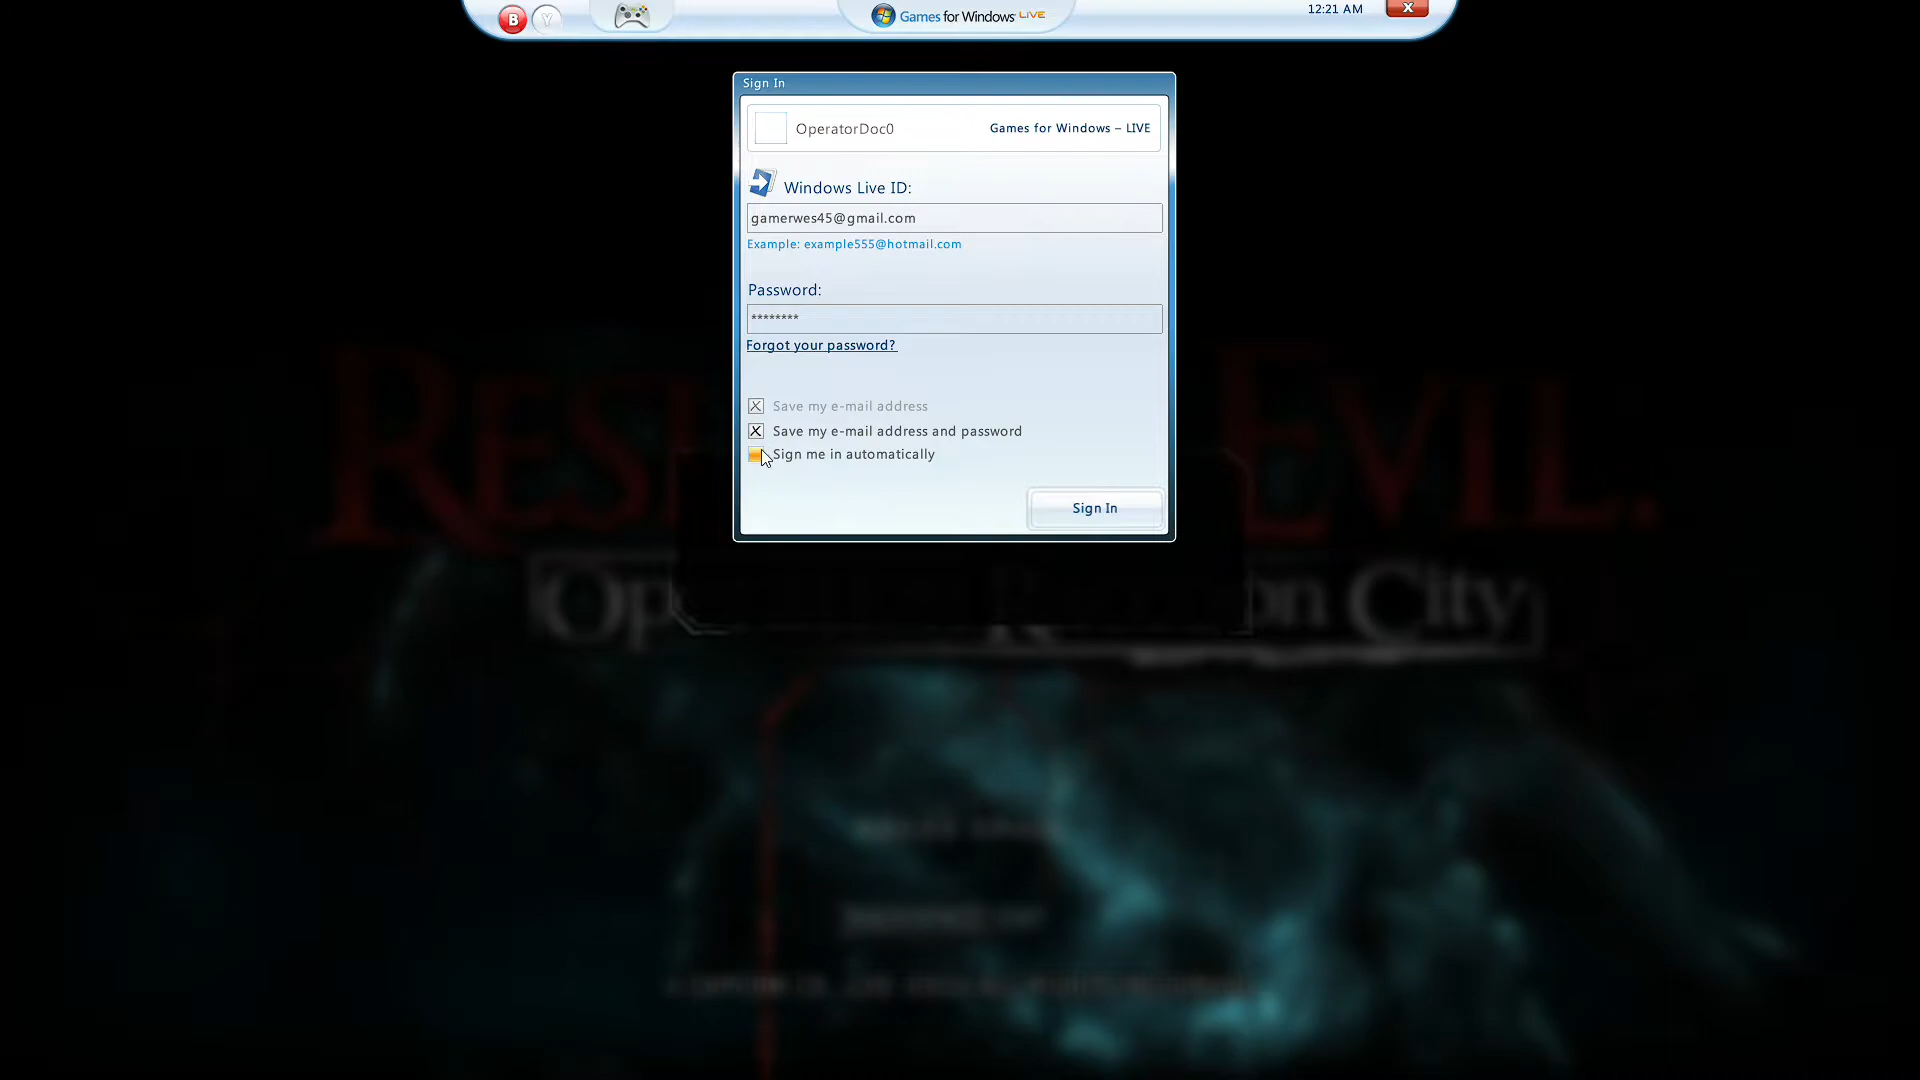 B Y Games for Windows LIVE 12:21 AM X
Sign In
OperatorDoc0 Games for Windows – LIVE
Windows Live ID:
gamerwes45@gmail.com
Example: example555@hotmail.com
Password:
********
Forgot your password?
Save my e-mail address
Save my e-mail address and password
Sign me in automatically
Sign In
EVIL.
City